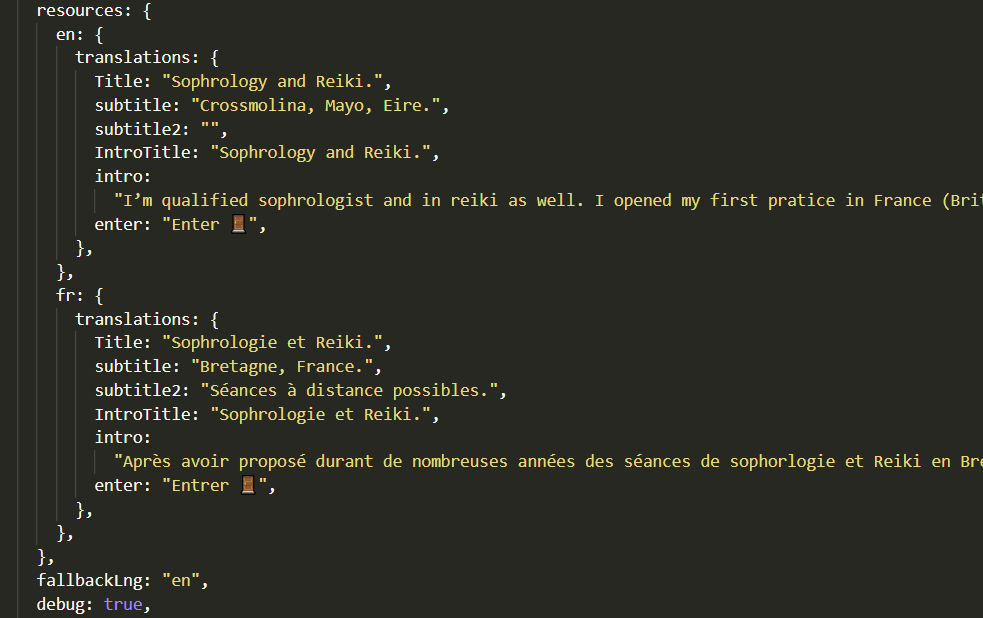 resources: {
en: {
translations: {
Title: "Sophrology and Reiki.",
subtitle: "Crossmolina, Mayo, Eire.",
subtitle2: "",
IntroTitle: "Sophrology and Reiki.",
intro:
"I’m qualified sophrologist and in reiki as well. I opened my first pratice in France (Brit
enter: "Enter 🚪",
},
},
fr: {
translations: {
Title: "Sophrologie et Reiki.",
subtitle: "Bretagne, France.",
subtitle2: "Séances à distance possibles.",
IntroTitle: "Sophrologie et Reiki.",
intro:
"Après avoir proposé durant de nombreuses années des séances de sophorlogie et Reiki en Bre
enter: "Entrer 🚪",
},
},
},
fallbackLng: "en",
debug: true,